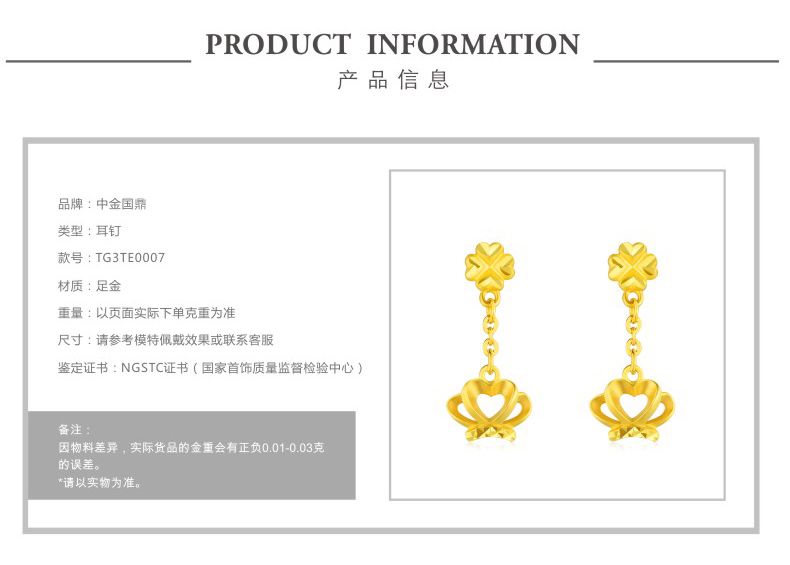 PRODUCT INFORMATION
产品信息
品牌：中金国鼎
类型：耳钉
款号：TG3TE0007
材质：足金
重量：以页面实际下单克重为准
尺寸：请参考模特佩戴效果或联系客服
鉴定证书：NGSTC证书（国家首饰质量监督检验中心）
备注：
因物料差异，实际货品的金重会有正负0.01-0.03克
的误差。
*请以实物为准。